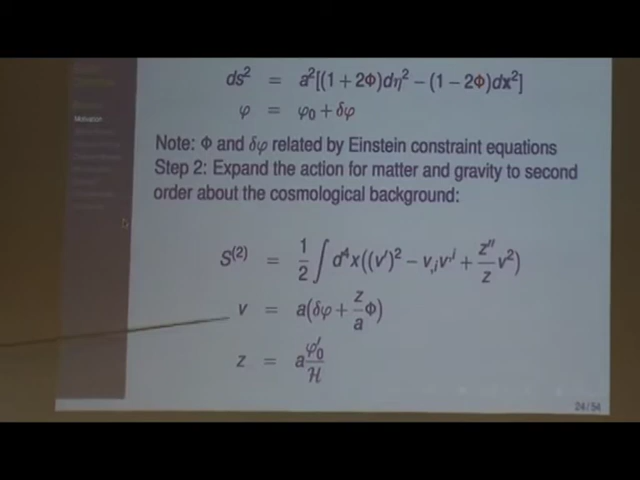 ds² = a²[(1 + 2Φ)dη² − (1 − 2Φ)dx²]
φ = φ₀ + δφ
Motivation
Note: Φ and δφ related by Einstein constraint equations
Step 2: Expand the action for matter and gravity to second
order about the cosmological background:
S⁽²⁾ = 1/2 ∫ d⁴x((v′)² − v,ᵢv,ⁱ + z″/z v²)
v = a(δφ + z/a Φ)
z = a φ₀′/ℋ
24/54